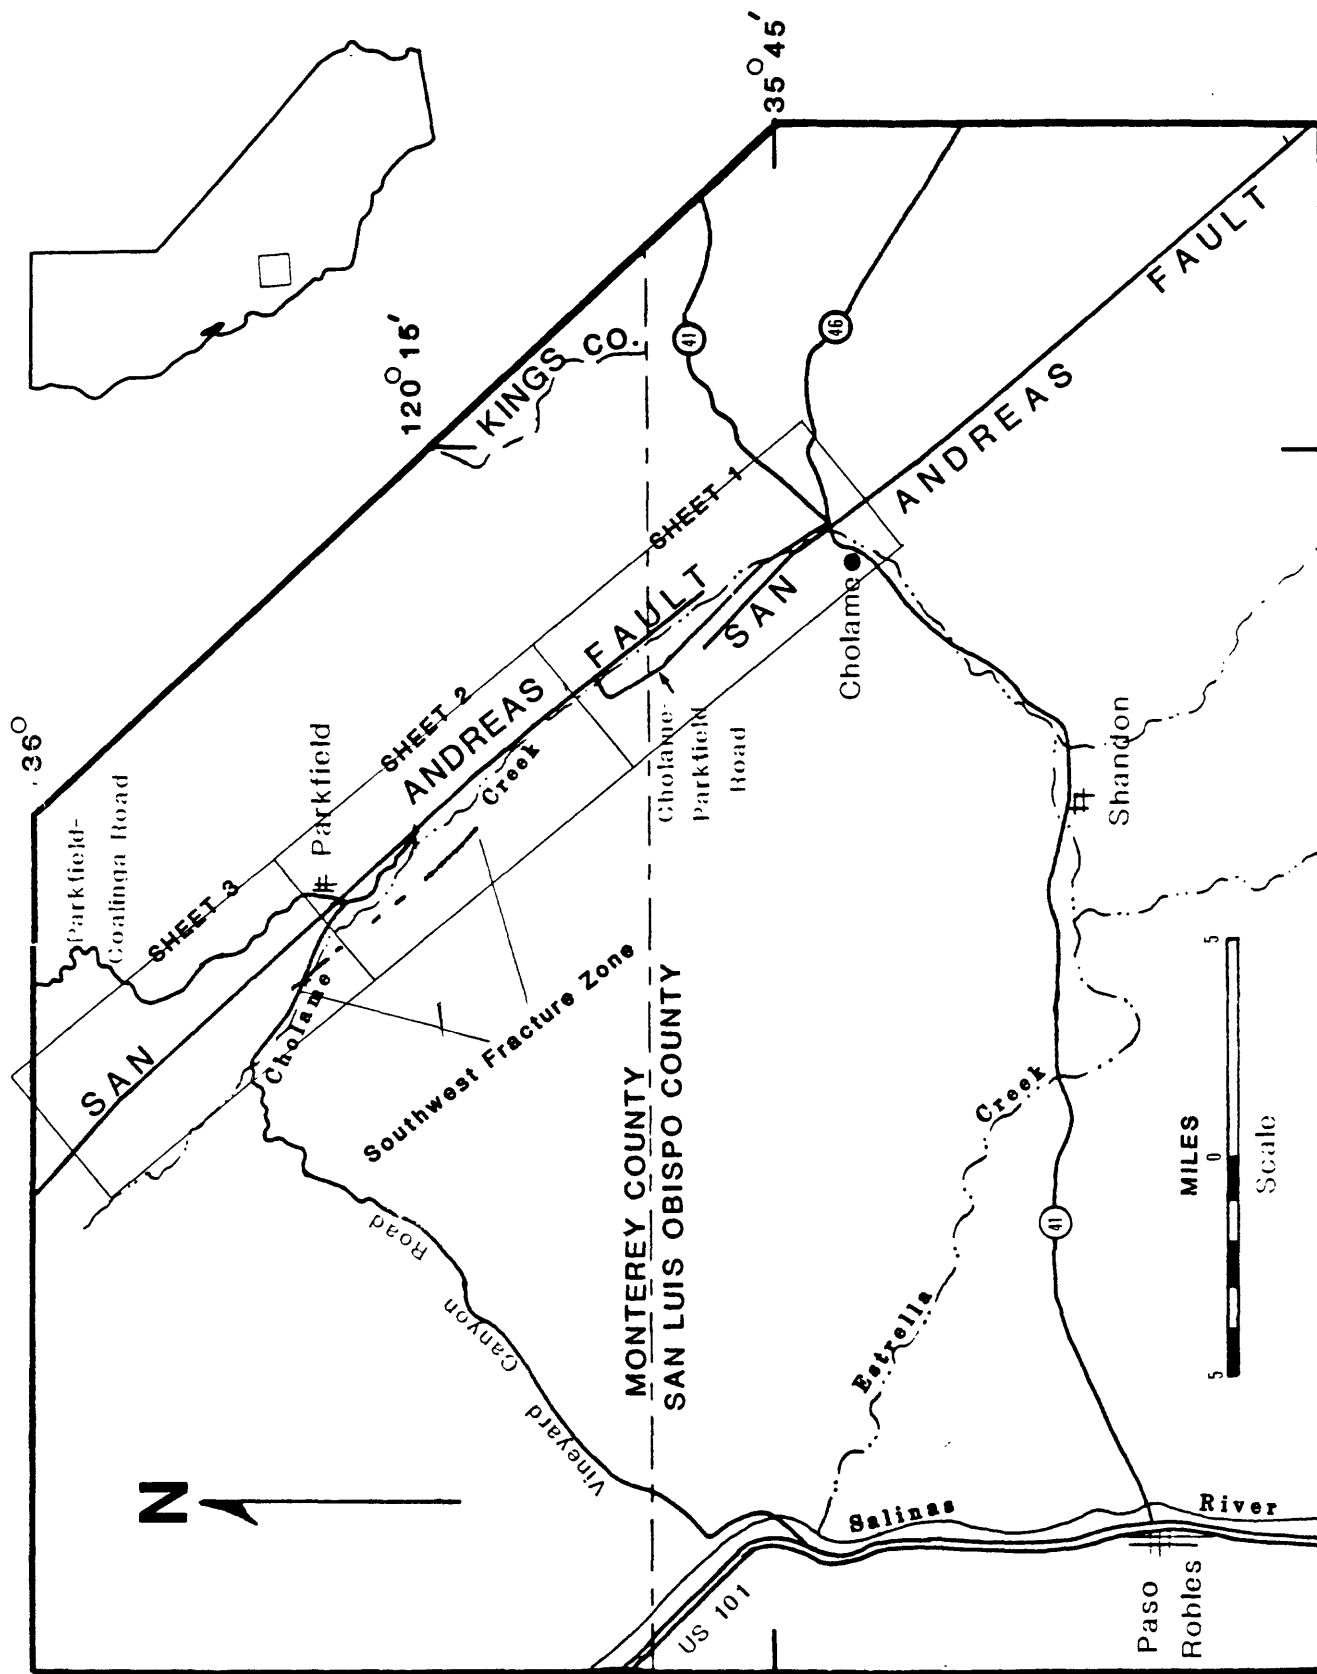 36°
Parkfield-
Coalinga Road
SHEET 3
Parkfield
SHEET 2
SHEET 1
SAN
ANDREAS
FAULT
120° 15'
KINGS CO.
41
46
35° 45'
Cholame
Creek
Southwest Fracture Zone
Cholame-
Parkfield
Road
SAN
ANDREAS
FAULT
Cholame
Shandon
MONTEREY COUNTY
SAN LUIS OBISPO COUNTY
Vineyard
Canyon
Road
N
US 101
Salinas
River
Estrella
Creek
41
Paso
Robles
MILES
5
0
5
Scale